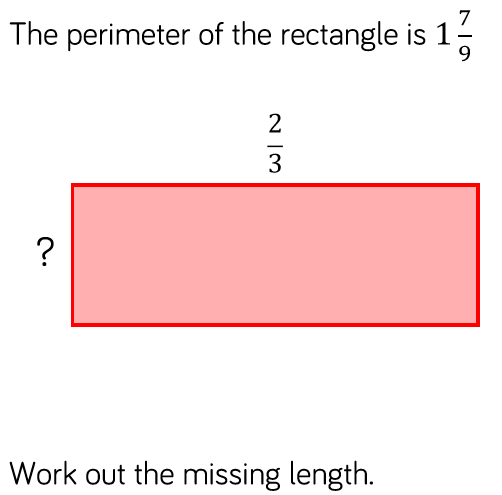 The perimeter of the rectangle is 1 7/9
2/3
?
Work out the missing length.